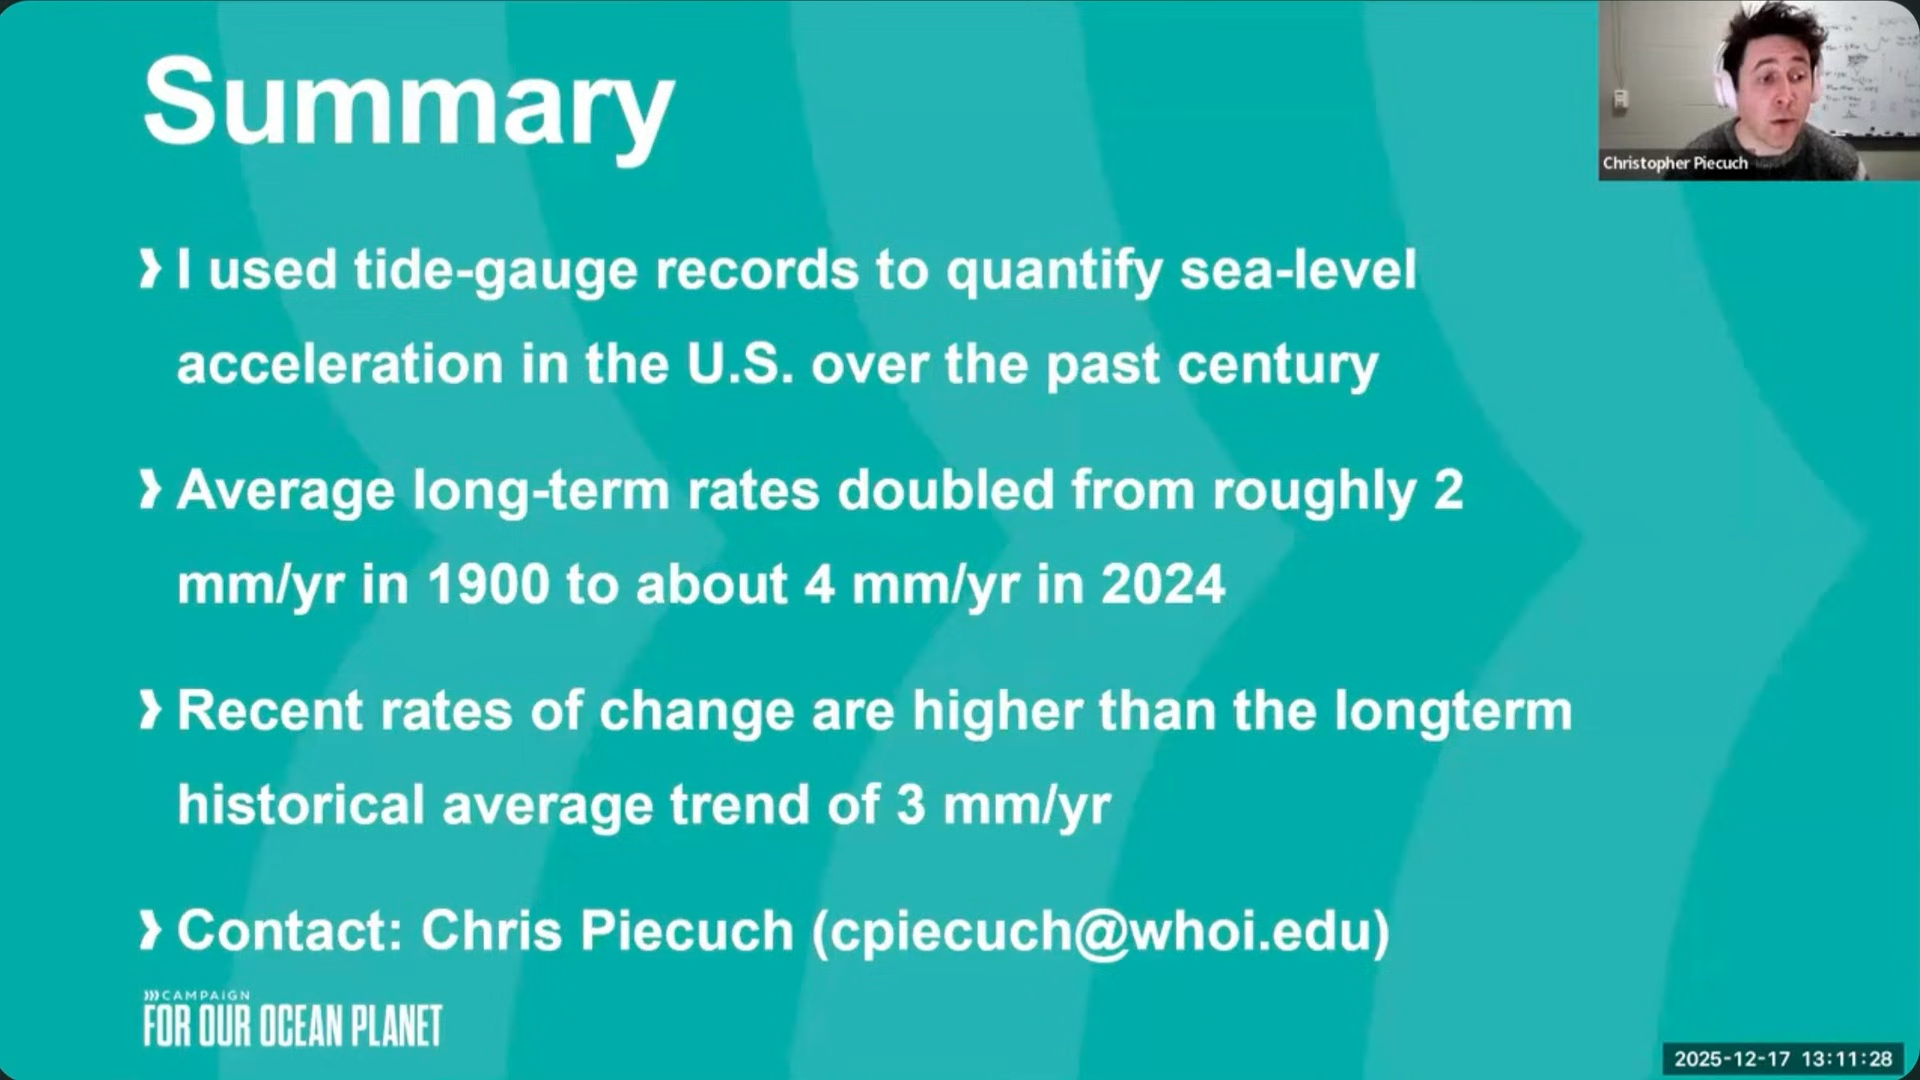 Summary
❯ I used tide-gauge records to quantify sea-level
acceleration in the U.S. over the past century
❯ Average long-term rates doubled from roughly 2
mm/yr in 1900 to about 4 mm/yr in 2024
❯ Recent rates of change are higher than the longterm
historical average trend of 3 mm/yr
❯ Contact: Chris Piecuch (cpiecuch@whoi.edu)
CAMPAIGN
FOR OUR OCEAN PLANET
Christopher Piecuch
2025-12-17 13:11:28